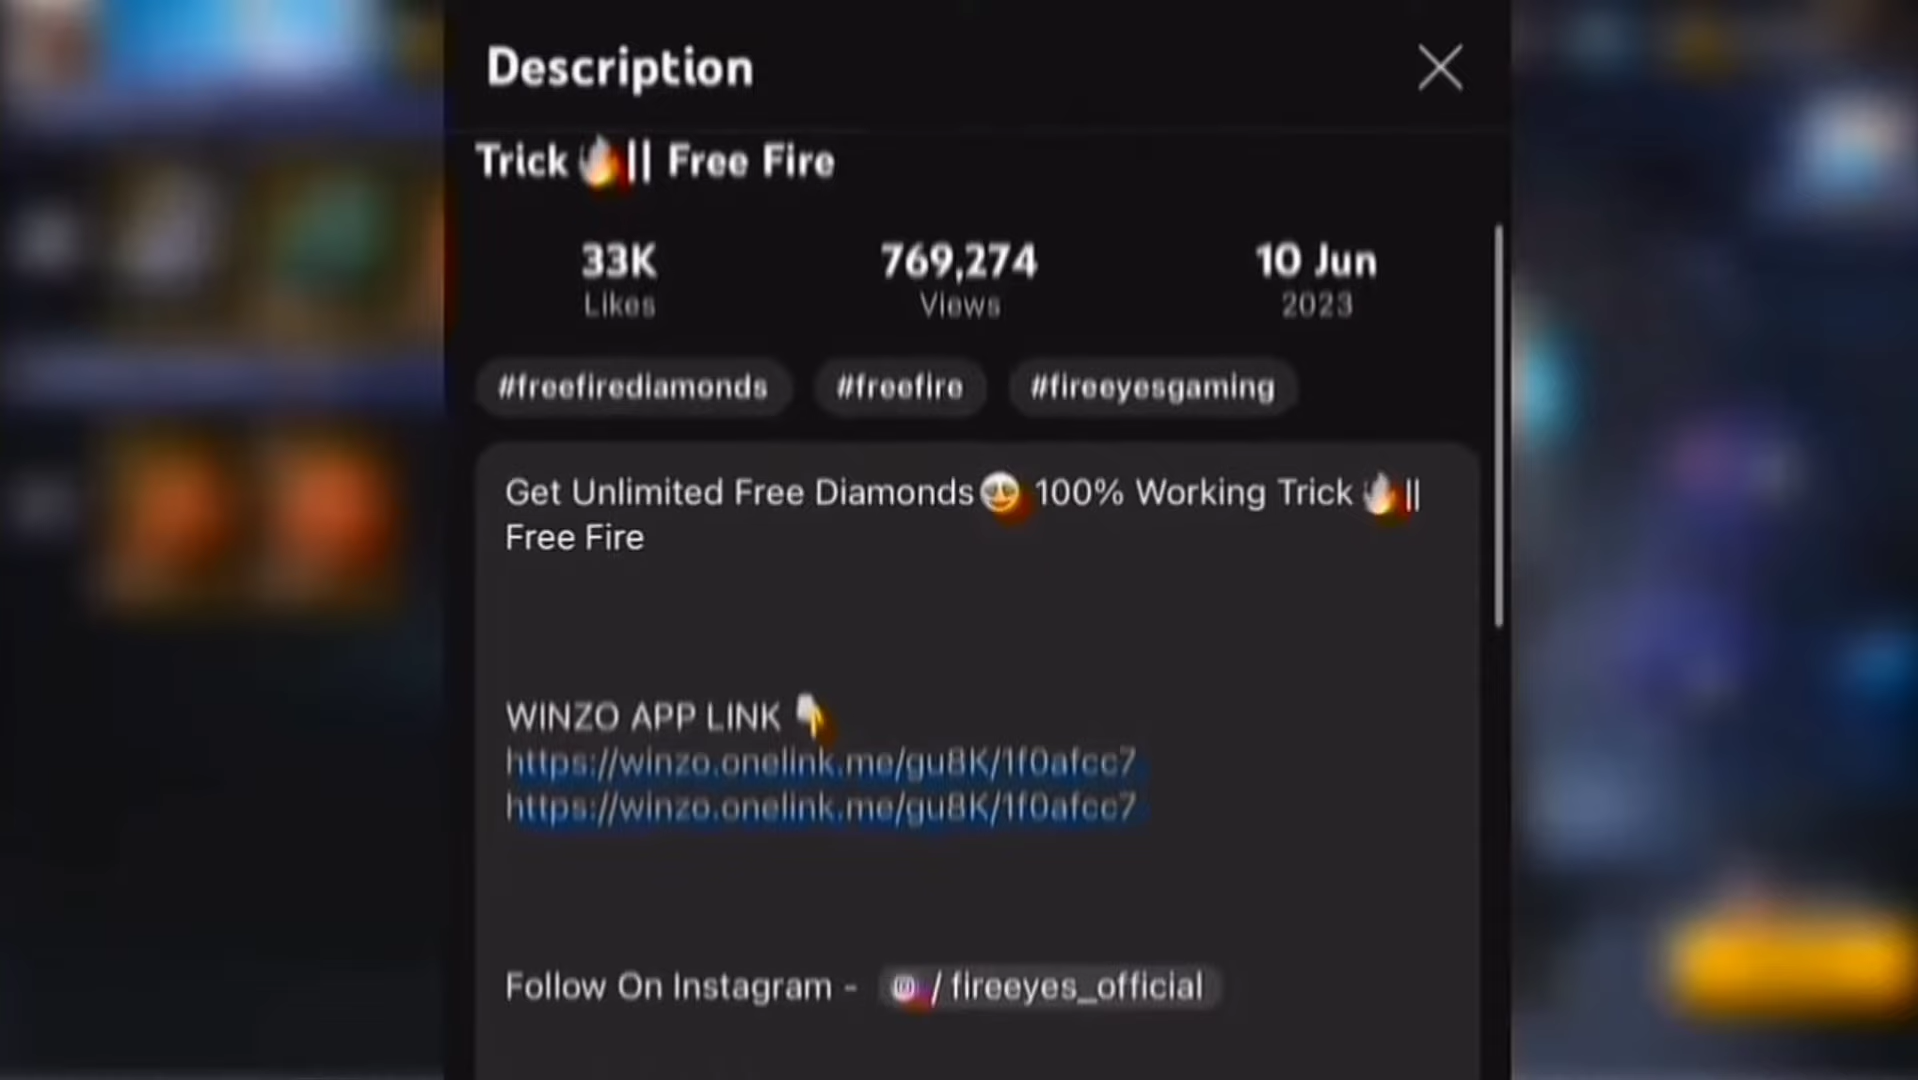 Description
Trick 🔥|| Free Fire
33K 769,274 10 Jun
Likes Views 2023
#freefirediamonds #freefire #fireeyesgaming
Get Unlimited Free Diamonds😍 100% Working Trick🔥||
Free Fire
WINZO APP LINK 👇
https://winzo.onelink.me/gu8K/1f0afcc7
https://winzo.onelink.me/gu8K/1f0afcc7
Follow On Instagram - / fireeyes_official